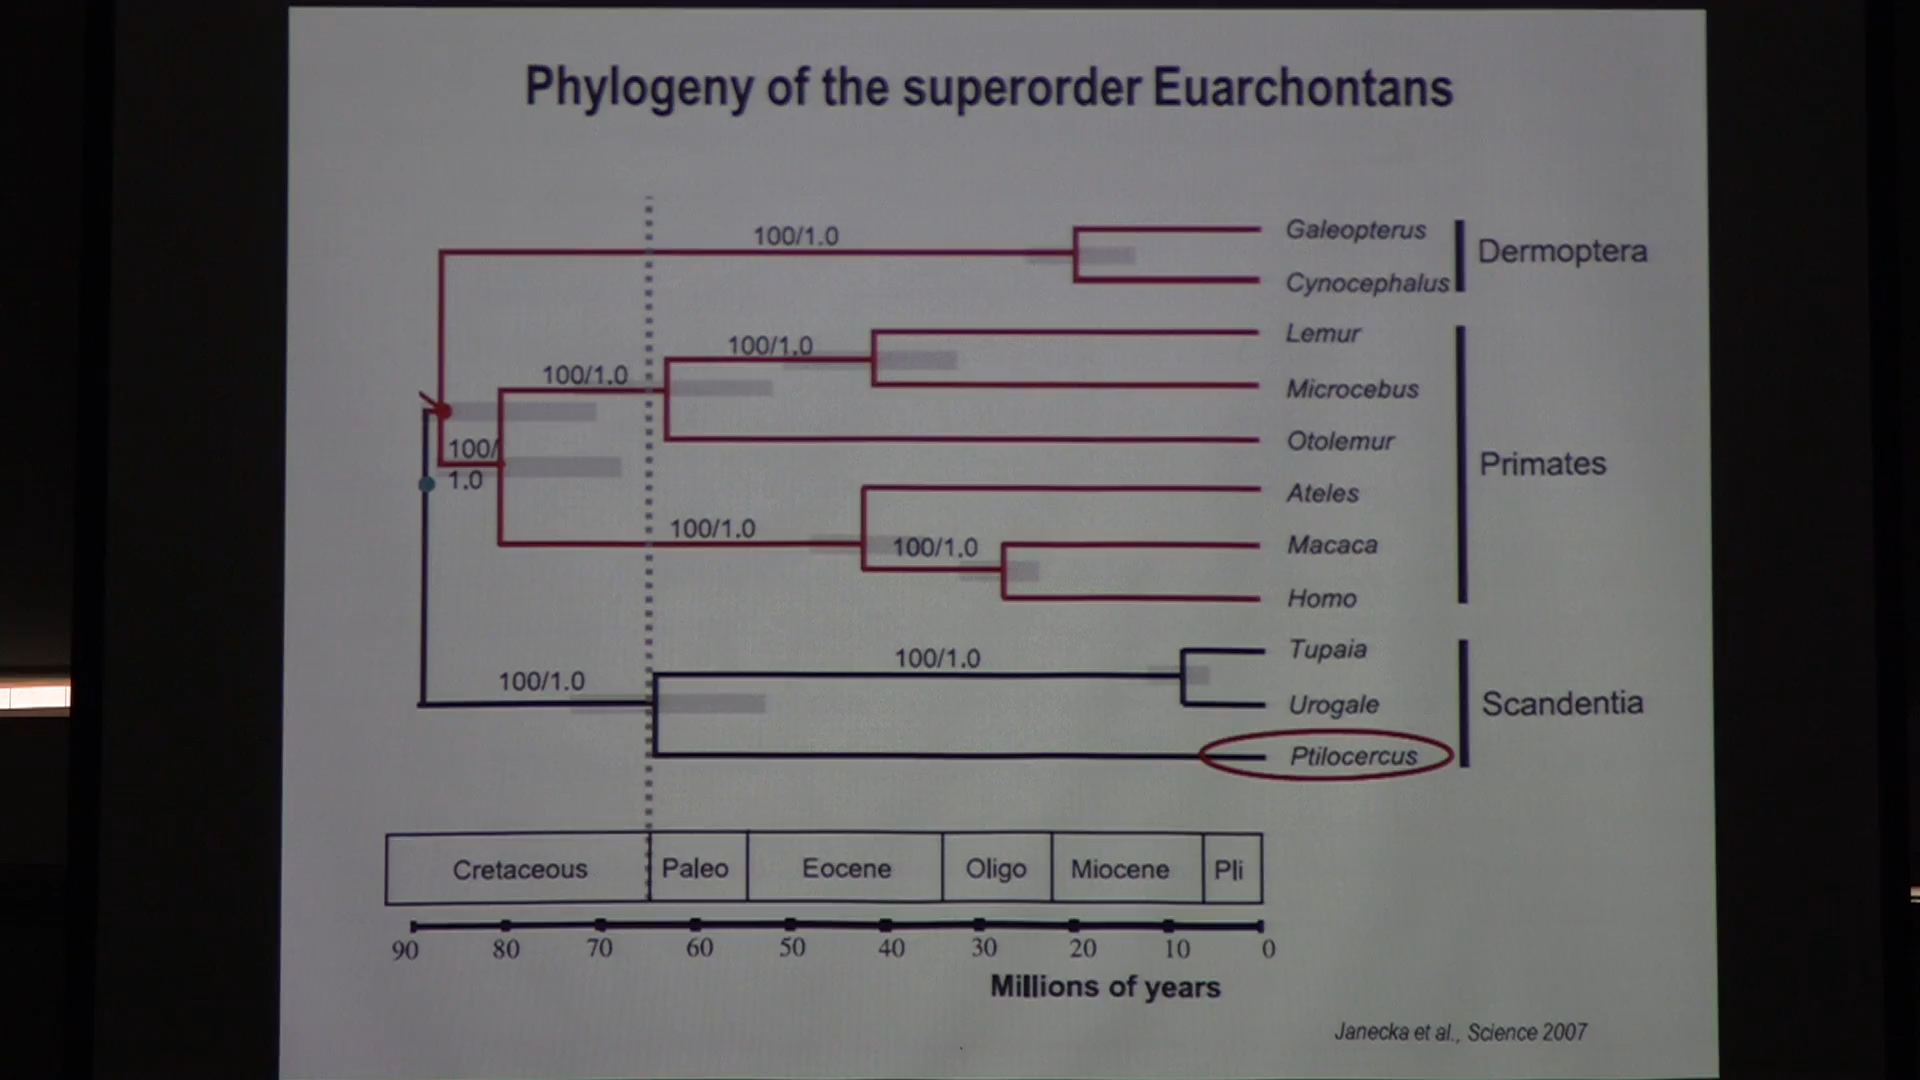 Phylogeny of the superorder Euarchontans
100/1.0
Galeopterus
Cynocephalus
Dermoptera
100/1.0
100/1.0
Lemur
Microcebus
Otolemur
100/
1.0
Primates
100/1.0
100/1.0
Ateles
Macaca
Homo
100/1.0
100/1.0
Tupaia
Urogale
Ptilocercus
Scandentia
Cretaceous Paleo Eocene Oligo Miocene Pli
90 80 70 60 50 40 30 20 10 0
Millions of years
Janecka et al., Science 2007